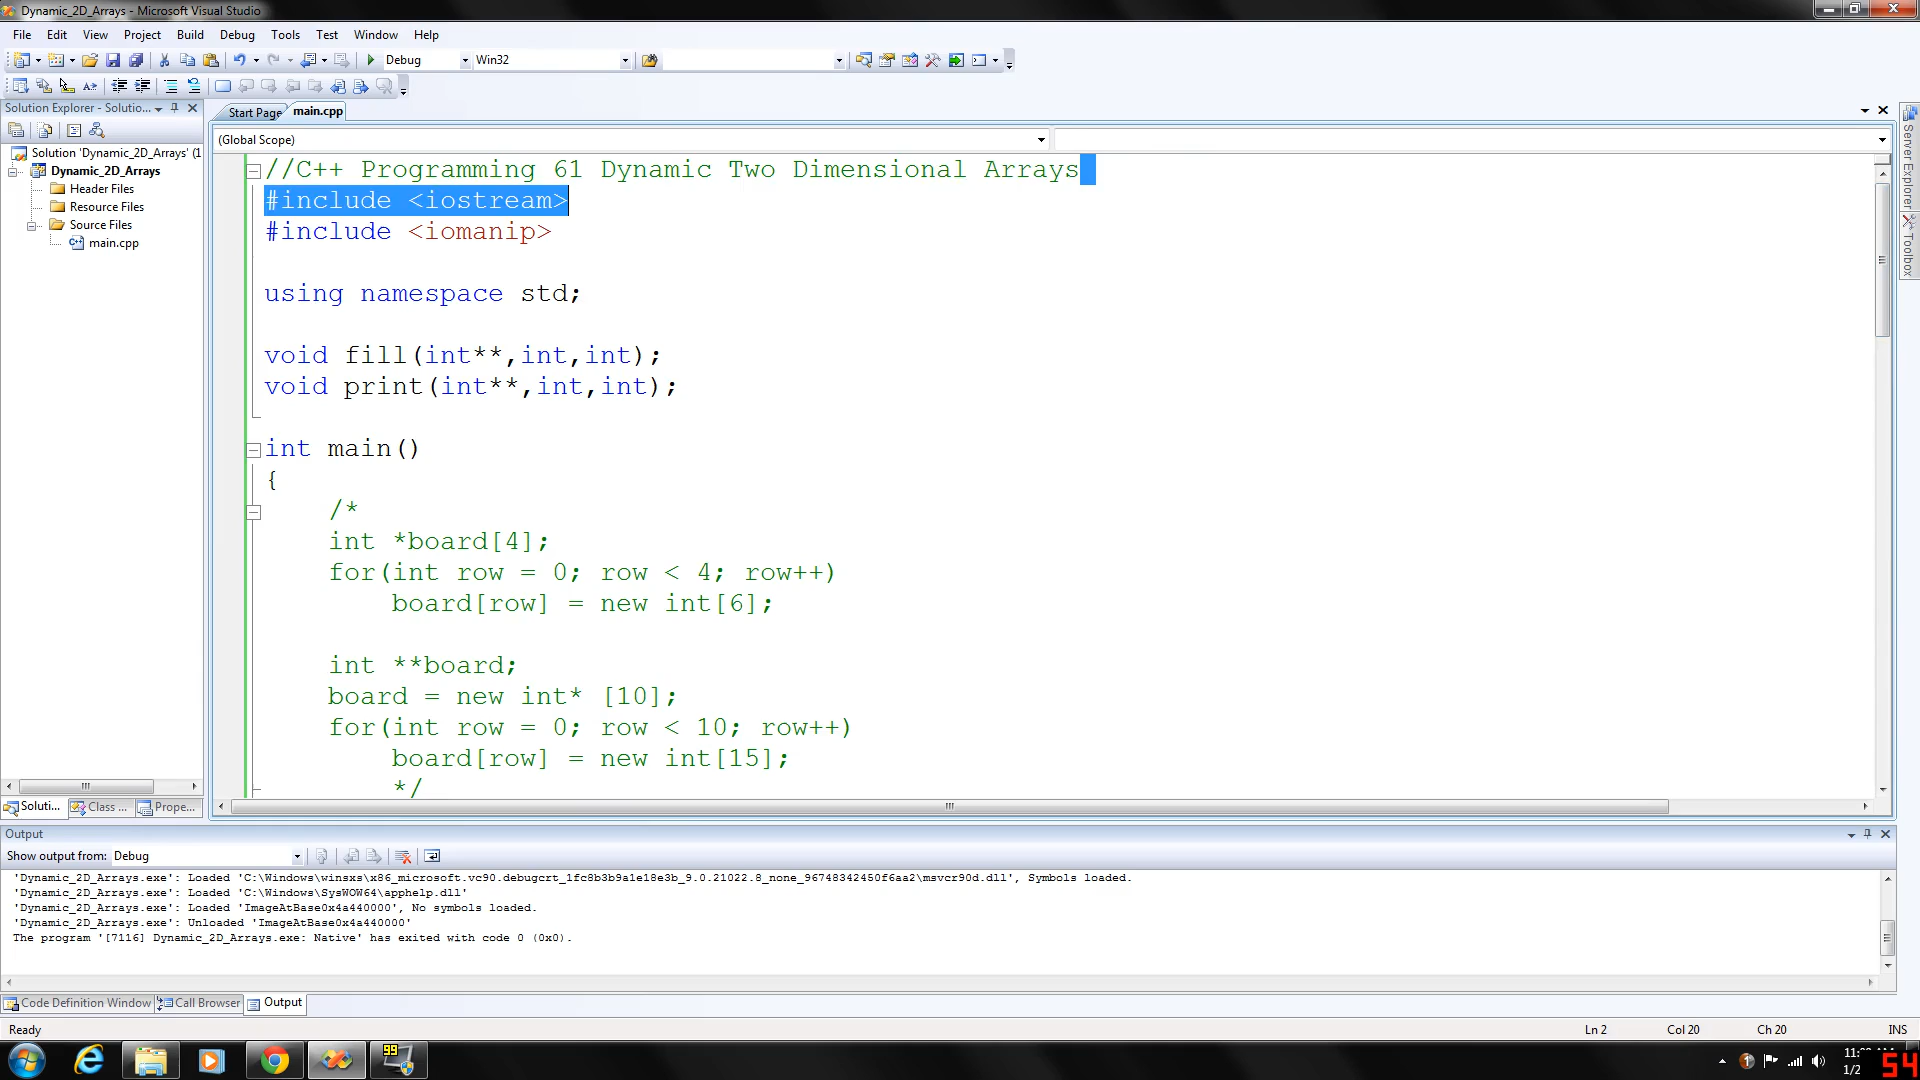 Dynamic_2D_Arrays - Microsoft Visual Studio
File Edit View Project Build Debug Tools Test Window Help
Debug Win32
Solution Explorer - Solutio...
Start Page main.cpp
(Global Scope)
Solution 'Dynamic_2D_Arrays' (1
Dynamic_2D_Arrays
Header Files
Resource Files
Source Files
main.cpp
//C++ Programming 61 Dynamic Two Dimensional Arrays
#include <iostream>
#include <iomanip>
using namespace std;
void fill(int**,int,int);
void print(int**,int,int);
int main()
{
/*
int *board[4];
for(int row = 0; row < 4; row++)
board[row] = new int[6];
int **board;
board = new int* [10];
for(int row = 0; row < 10; row++)
board[row] = new int[15];
*/
Server Explorer
Toolbox
Soluti... Class ... Prope...
Output
Show output from: Debug
'Dynamic_2D_Arrays.exe': Loaded 'C:\Windows\winsxs\x86_microsoft.vc90.debugcrt_1fc8b3b9a1e18e3b_9.0.21022.8_none_96748342450f6aa2\msvcr90d.dll', Symbols loaded.
'Dynamic_2D_Arrays.exe': Loaded 'C:\Windows\SysWOW64\apphelp.dll'
'Dynamic_2D_Arrays.exe': Loaded 'ImageAtBase0x4a440000', No symbols loaded.
'Dynamic_2D_Arrays.exe': Unloaded 'ImageAtBase0x4a440000'
The program '[7116] Dynamic_2D_Arrays.exe: Native' has exited with code 0 (0x0).
Code Definition Window Call Browser Output
Ready Ln 2 Col 20 Ch 20 INS
99
54